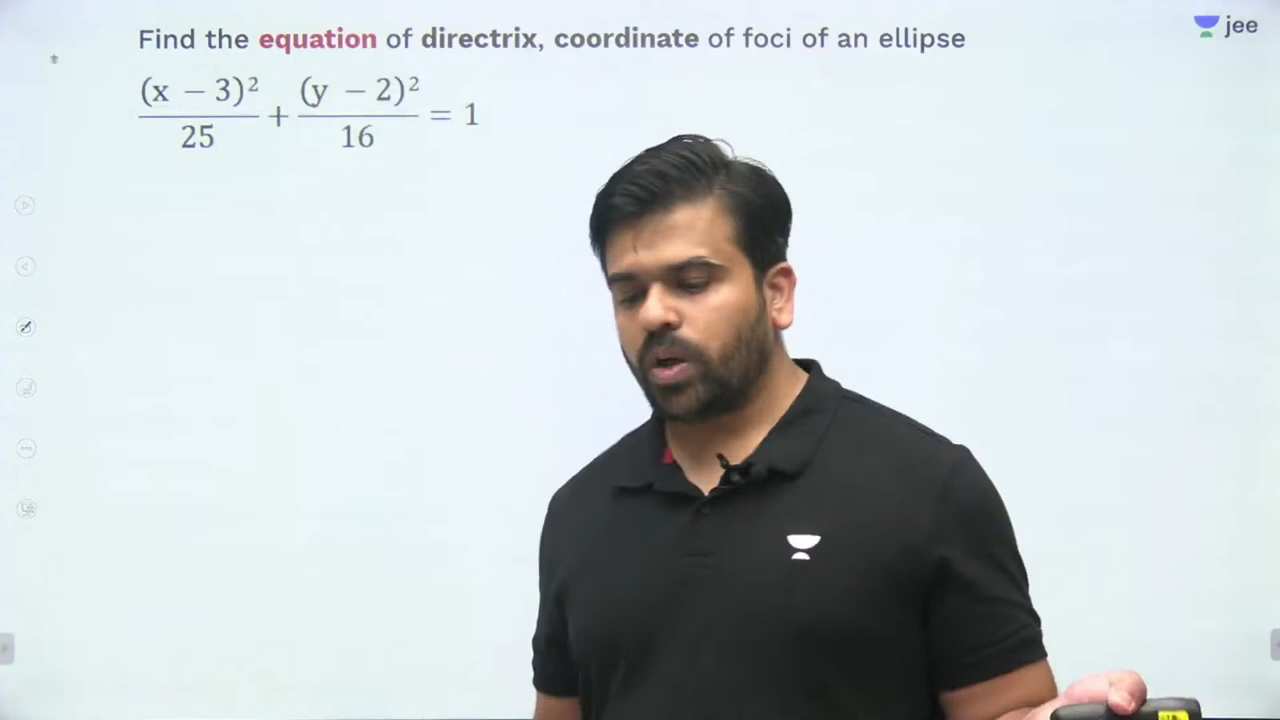 Find the equation of directrix, coordinate of foci of an ellipse
(x − 3)² / 25 + (y − 2)² / 16 = 1
jee